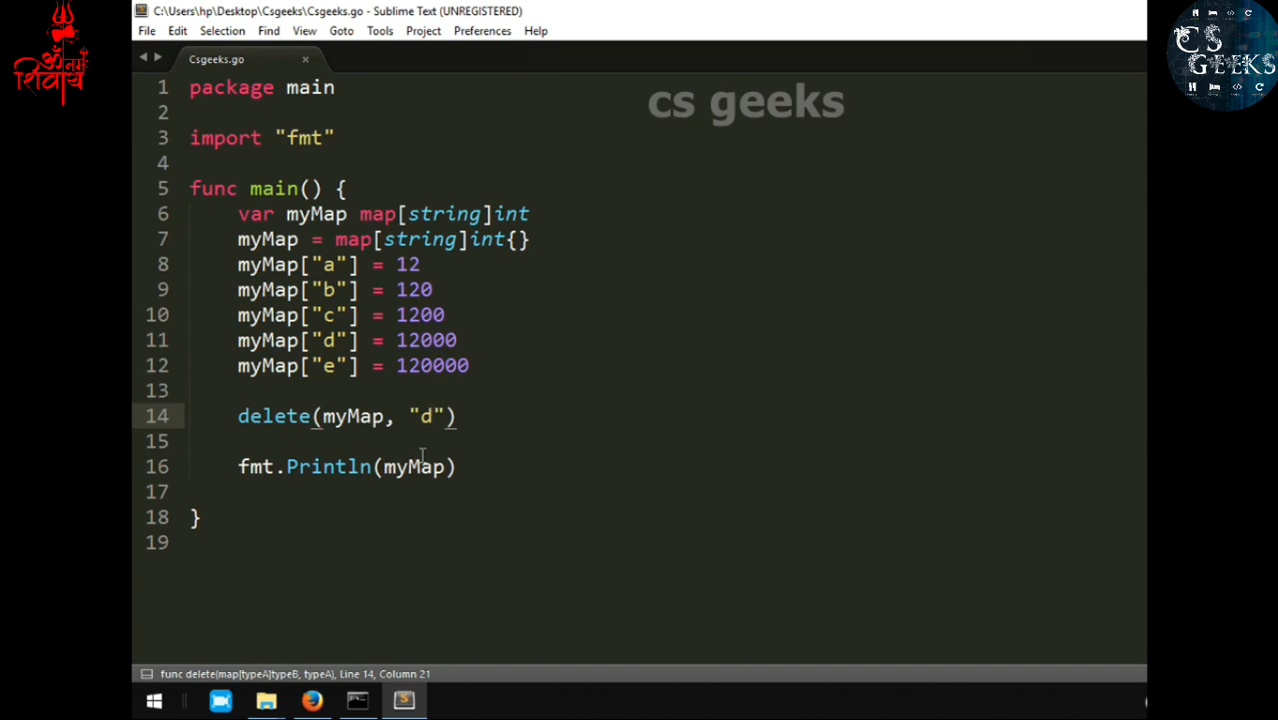 C:\Users\hp\Desktop\Csgeeks\Csgeeks.go - Sublime Text (UNREGISTERED)
File Edit Selection Find View Goto Tools Project Preferences Help
Csgeeks.go
ॐ नमः
शिवाय
CS
GEEKS
cs geeks
1 package main
2
3 import "fmt"
4
5 func main() {
6 var myMap map[string]int
7 myMap = map[string]int{}
8 myMap["a"] = 12
9 myMap["b"] = 120
10 myMap["c"] = 1200
11 myMap["d"] = 12000
12 myMap["e"] = 120000
13
14 delete(myMap, "d")
15
16 fmt.Println(myMap)
17
18 }
19
func delete(map[typeA]typeB, typeA), Line 14, Column 21